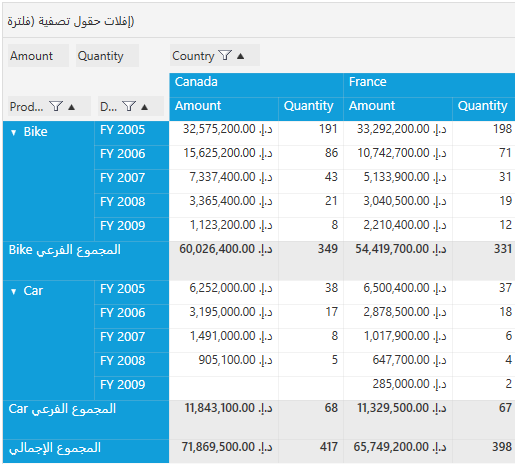 إفلات حقول تصفية (فلترة)
Amount Quantity Country
Prod... D... Canada France
Amount Quantity Amount Quantity
Bike FY 2005 32,575,200.00 د.إ. 191 33,292,200.00 د.إ. 198
FY 2006 15,625,200.00 د.إ. 86 10,742,700.00 د.إ. 71
FY 2007 7,337,400.00 د.إ. 43 5,133,900.00 د.إ. 31
FY 2008 3,365,400.00 د.إ. 21 3,040,500.00 د.إ. 19
FY 2009 1,123,200.00 د.إ. 8 2,210,400.00 د.إ. 12
Bike المجموع الفرعي 60,026,400.00 د.إ. 349 54,419,700.00 د.إ. 331
Car FY 2005 6,252,000.00 د.إ. 38 6,500,400.00 د.إ. 37
FY 2006 3,195,000.00 د.إ. 17 2,878,500.00 د.إ. 18
FY 2007 1,491,000.00 د.إ. 8 1,017,900.00 د.إ. 6
FY 2008 905,100.00 د.إ. 5 647,700.00 د.إ. 4
FY 2009 285,000.00 د.إ. 2
Car المجموع الفرعي 11,843,100.00 د.إ. 68 11,329,500.00 د.إ. 67
المجموع الإجمالي 71,869,500.00 د.إ. 417 65,749,200.00 د.إ. 398